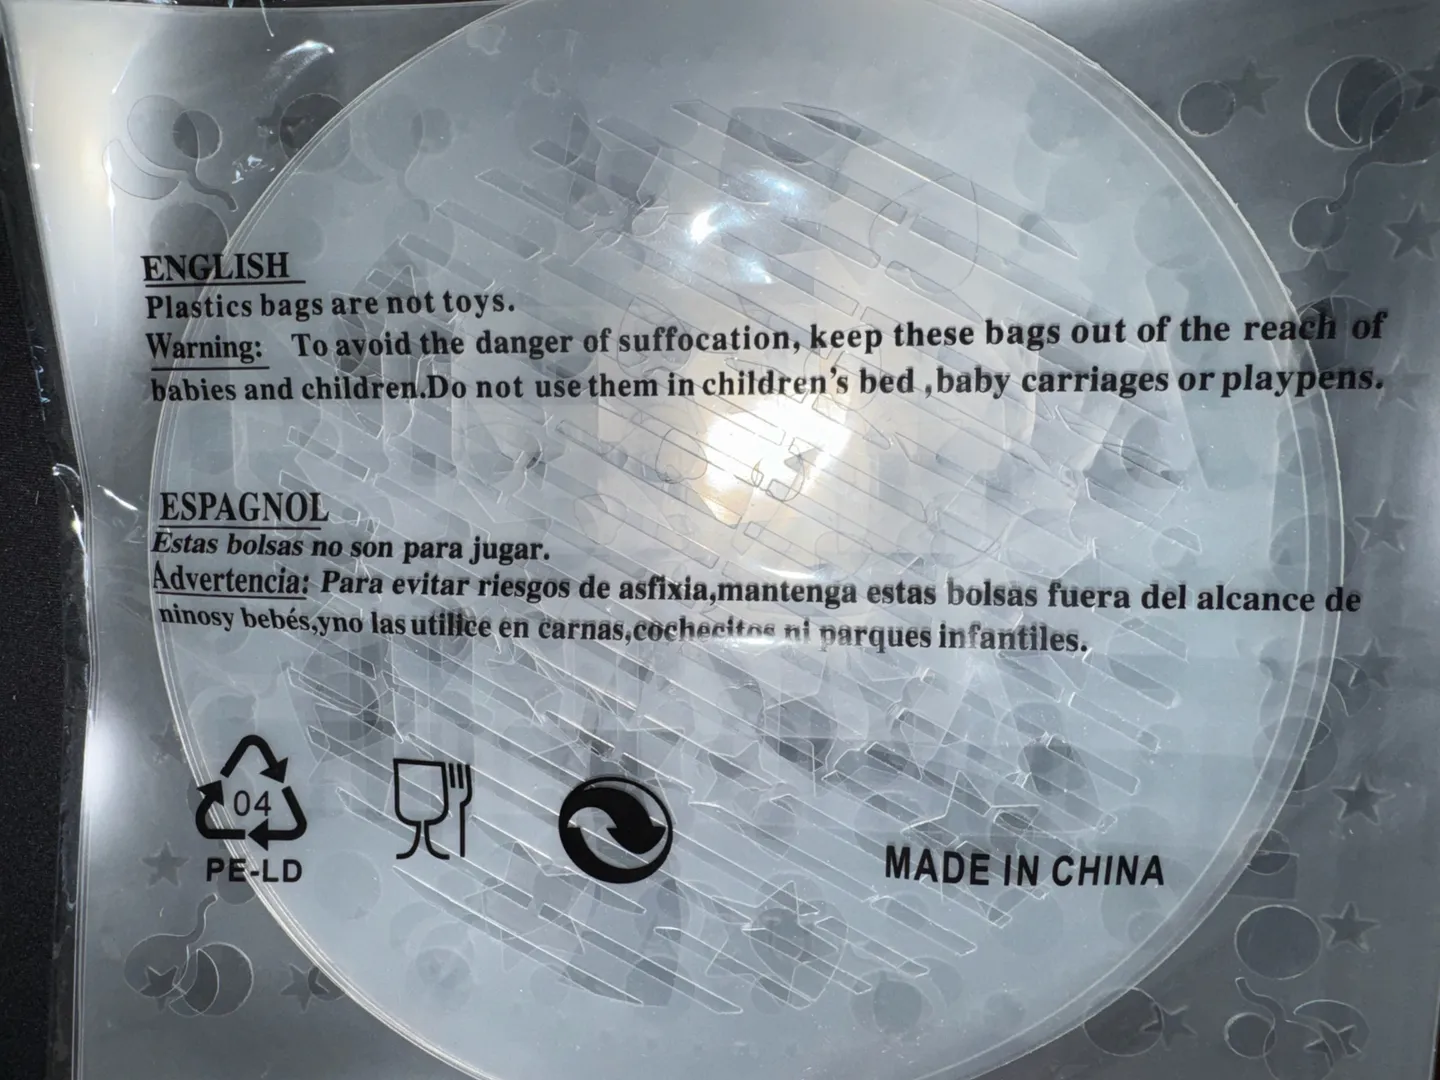 ENGLISH
Plastics bags are not toys.
Warning: To avoid the danger of suffocation, keep these bags out of the reach of
babies and children.Do not use them in children's bed ,baby carriages or playpens.
ESPAGNOL
Estas bolsas no son para jugar.
Advertencia: Para evitar riesgos de asfixia,mantenga estas bolsas fuera del alcance de
ninosy bebés,yno las utilice en carnas,cochecitos ni parques infantiles.
04
PE-LD
MADE IN CHINA